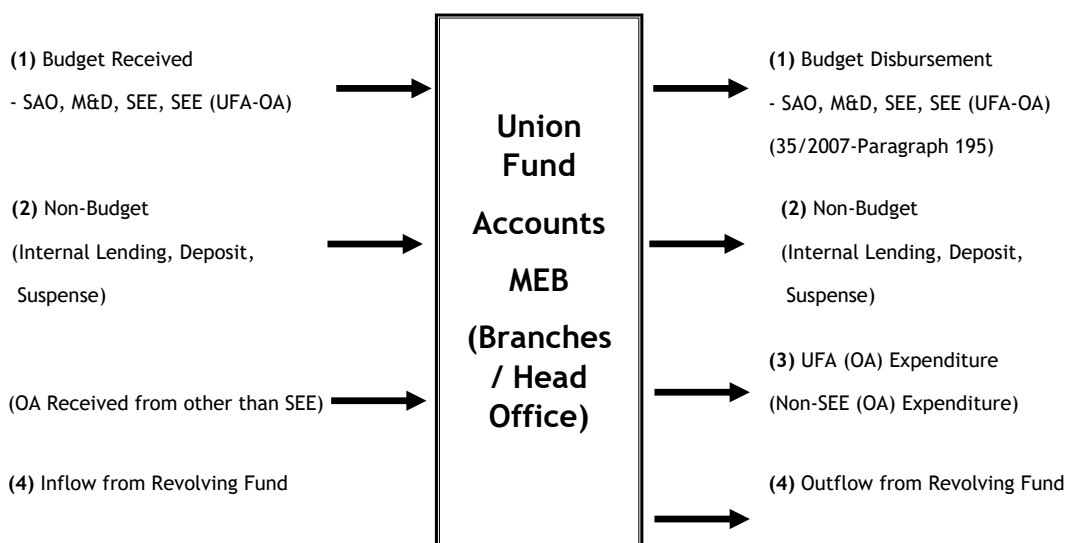 (1) Budget Received
- SAO, M&D, SEE, SEE (UFA-OA)
(2) Non-Budget
(Internal Lending, Deposit,
Suspense)
(OA Received from other than SEE)
(4) Inflow from Revolving Fund
Union
Fund
Accounts
MEB
(Branches
/ Head
Office)
(1) Budget Disbursement
- SAO, M&D, SEE, SEE (UFA-OA)
(35/2007-Paragraph 195)
(2) Non-Budget
(Internal Lending, Deposit,
Suspense)
(3) UFA (OA) Expenditure
(Non-SEE (OA) Expenditure)
(4) Outflow from Revolving Fund